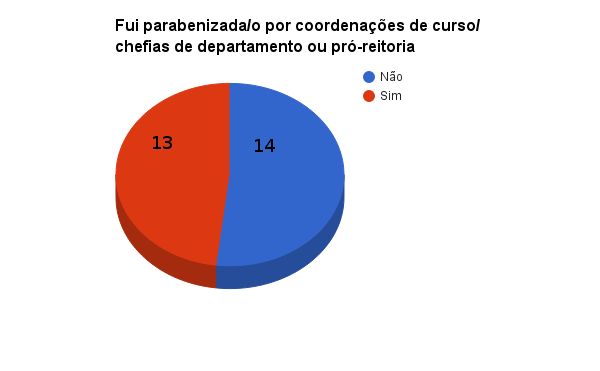 Fui parabenizada/o por coordenações de curso/
chefias de departamento ou pró-reitoria
Não
Sim
13
14